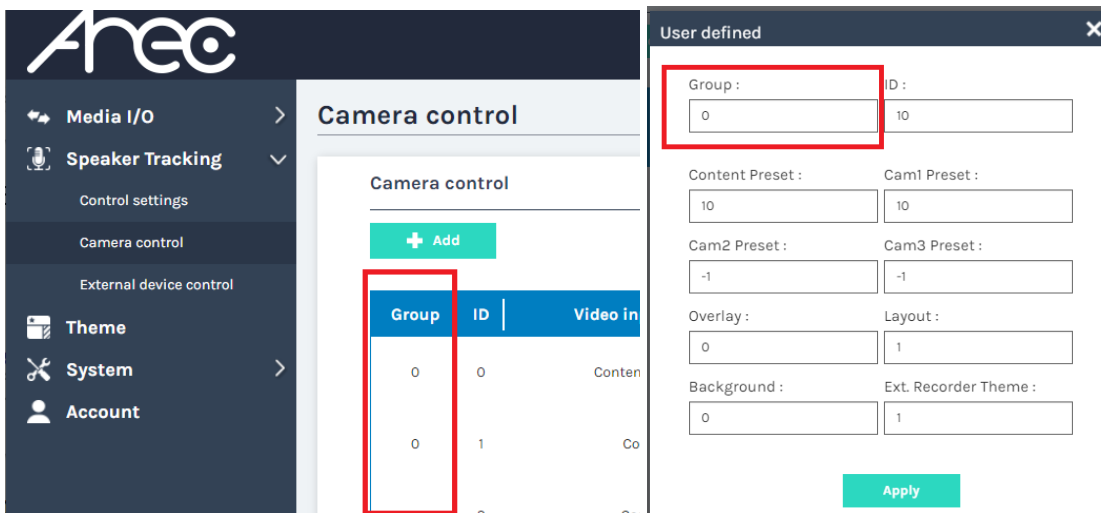 Arec
Media I/O
Speaker Tracking
Control settings
Camera control
External device control
Theme
System
Account
Camera control
Camera control
+ Add
Group ID Video in
0 0 Conten
0 1 Co
User defined
Group : ID :
0 10
Content Preset : Cam1 Preset :
10 10
Cam2 Preset : Cam3 Preset :
-1 -1
Overlay : Layout :
0 1
Background : Ext. Recorder Theme :
0 1
Apply